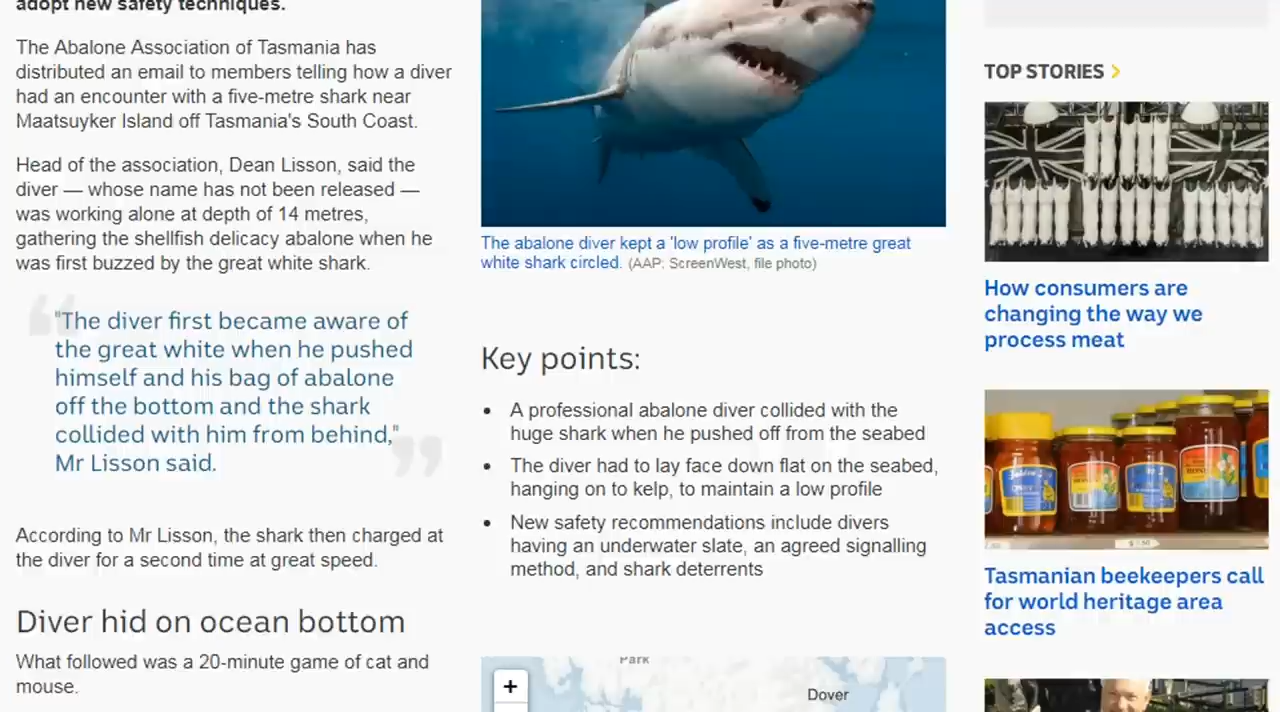 adopt new safety techniques.
The Abalone Association of Tasmania has
distributed an email to members telling how a diver
had an encounter with a five-metre shark near
Maatsuyker Island off Tasmania's South Coast.
Head of the association, Dean Lisson, said the
diver — whose name has not been released —
was working alone at depth of 14 metres,
gathering the shellfish delicacy abalone when he
was first buzzed by the great white shark.
"The diver first became aware of
the great white when he pushed
himself and his bag of abalone
off the bottom and the shark
collided with him from behind,"
Mr Lisson said.
According to Mr Lisson, the shark then charged at
the diver for a second time at great speed.
Diver hid on ocean bottom
What followed was a 20-minute game of cat and
mouse.
The abalone diver kept a 'low profile' as a five-metre great
white shark circled. (AAP: ScreenWest, file photo)
Key points:
• A professional abalone diver collided with the
huge shark when he pushed off from the seabed
• The diver had to lay face down flat on the seabed,
hanging on to kelp, to maintain a low profile
• New safety recommendations include divers
having an underwater slate, an agreed signalling
method, and shark deterrents
Park
+
Dover
TOP STORIES >
How consumers are
changing the way we
process meat
Tasmanian beekeepers call
for world heritage area
access